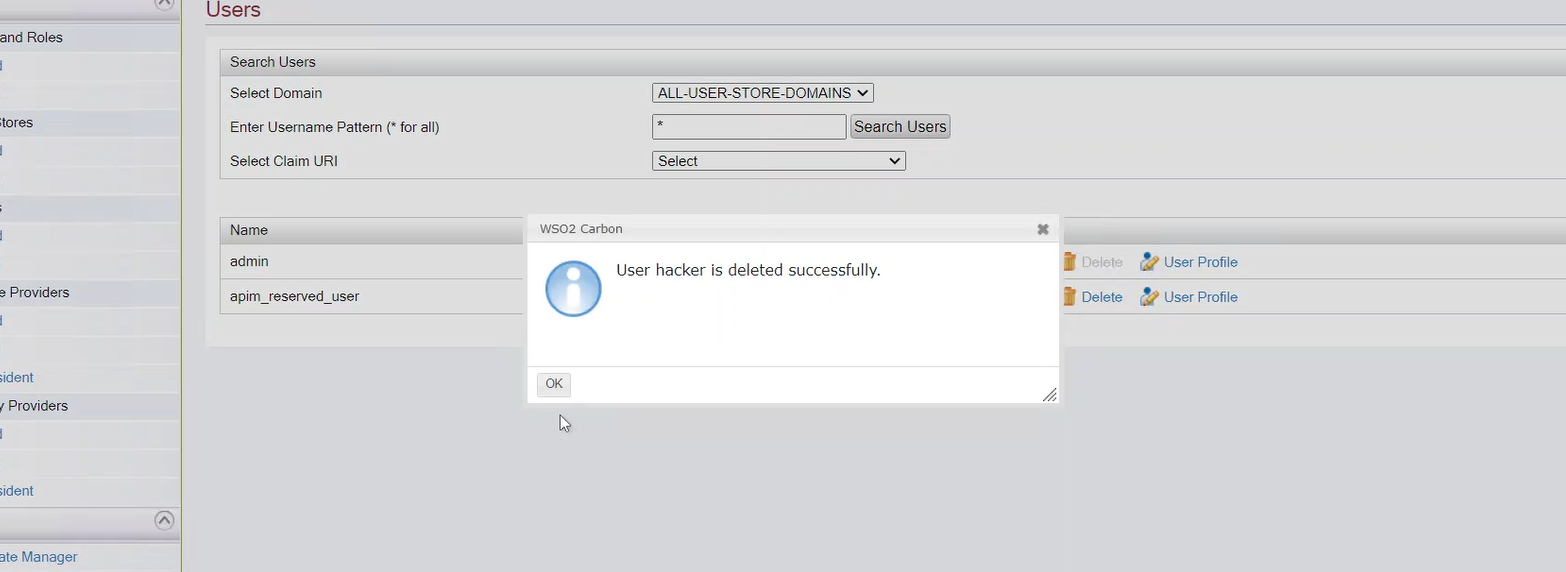 Users
and Roles
d
Search Users
Select Domain
ALL-USER-STORE-DOMAINS
Enter Username Pattern (* for all)
*
Search Users
Select Claim URI
Select
Stores
d
s
d
Name
admin
Delete
User Profile
apim_reserved_user
Delete
User Profile
WSO2 Carbon
User hacker is deleted successfully.
OK
e Providers
d
sident
y Providers
d
sident
ate Manager